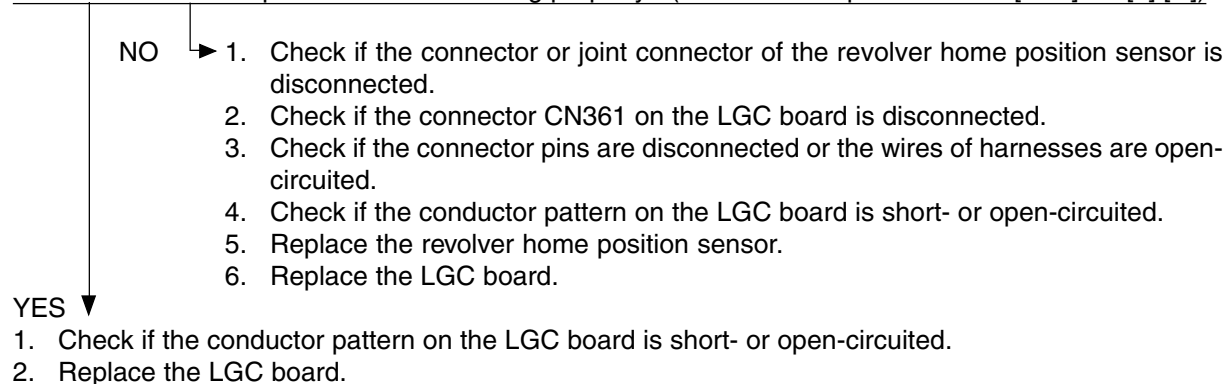 NO 1. Check if the connector or joint connector of the revolver home position sensor is
disconnected.
2. Check if the connector CN361 on the LGC board is disconnected.
3. Check if the connector pins are disconnected or the wires of harnesses are open-
circuited.
4. Check if the conductor pattern on the LGC board is short- or open-circuited.
5. Replace the revolver home position sensor.
6. Replace the LGC board.
YES
1. Check if the conductor pattern on the LGC board is short- or open-circuited.
2. Replace the LGC board.